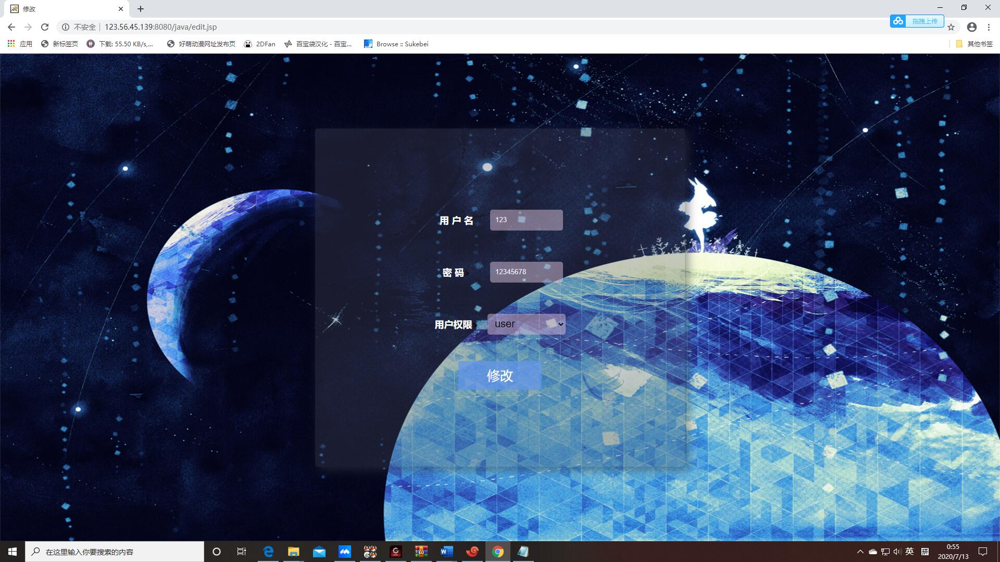 修改
不安全 123.56.45.139:8080/java/edit.jsp
拖拽上传
应用 新标签页 下载: 55.50 KB/s,... 好萌动漫网址发布页 2DFan 百宝袋汉化 - 百宝... Browse :: Sukebei 其他书签
用 户 名 123
密 码> 12345678
用户权限> user
修改
在这里输入你要搜索的内容
英
0:55
2020/7/13